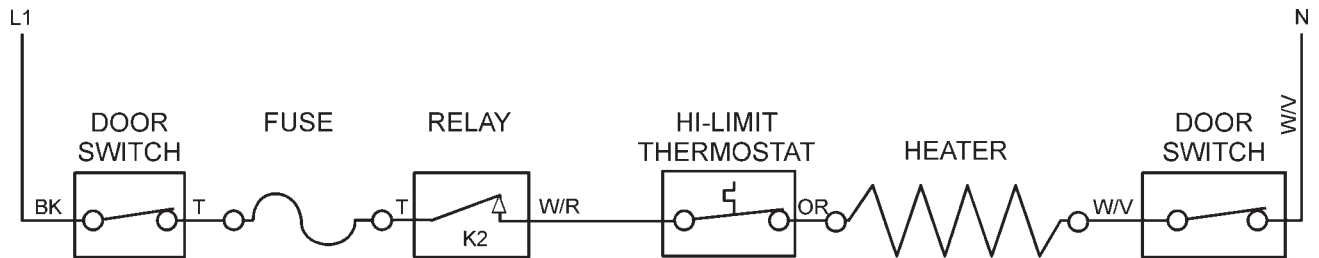 L1
N
DOOR
SWITCH
FUSE
RELAY
HI-LIMIT
THERMOSTAT
HEATER
DOOR
SWITCH
W/V
BK
T
T
K2
W/R
OR
W/V